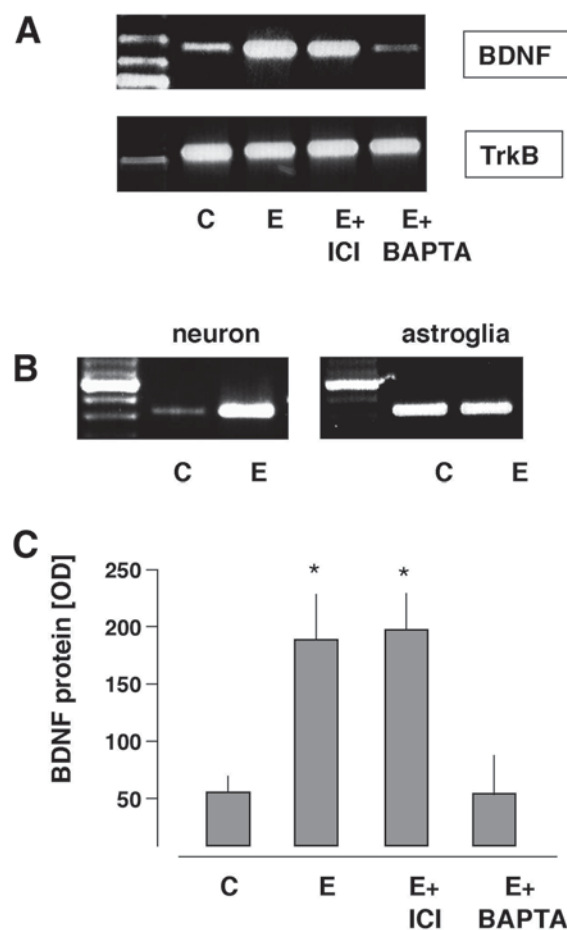 A
BDNF
TrkB
C E E+ E+
ICI BAPTA
neuron astroglia
B
C E C E
C
BDNF protein [OD]
250
200
150
100
50
* *
C E E+ E+
ICI BAPTA